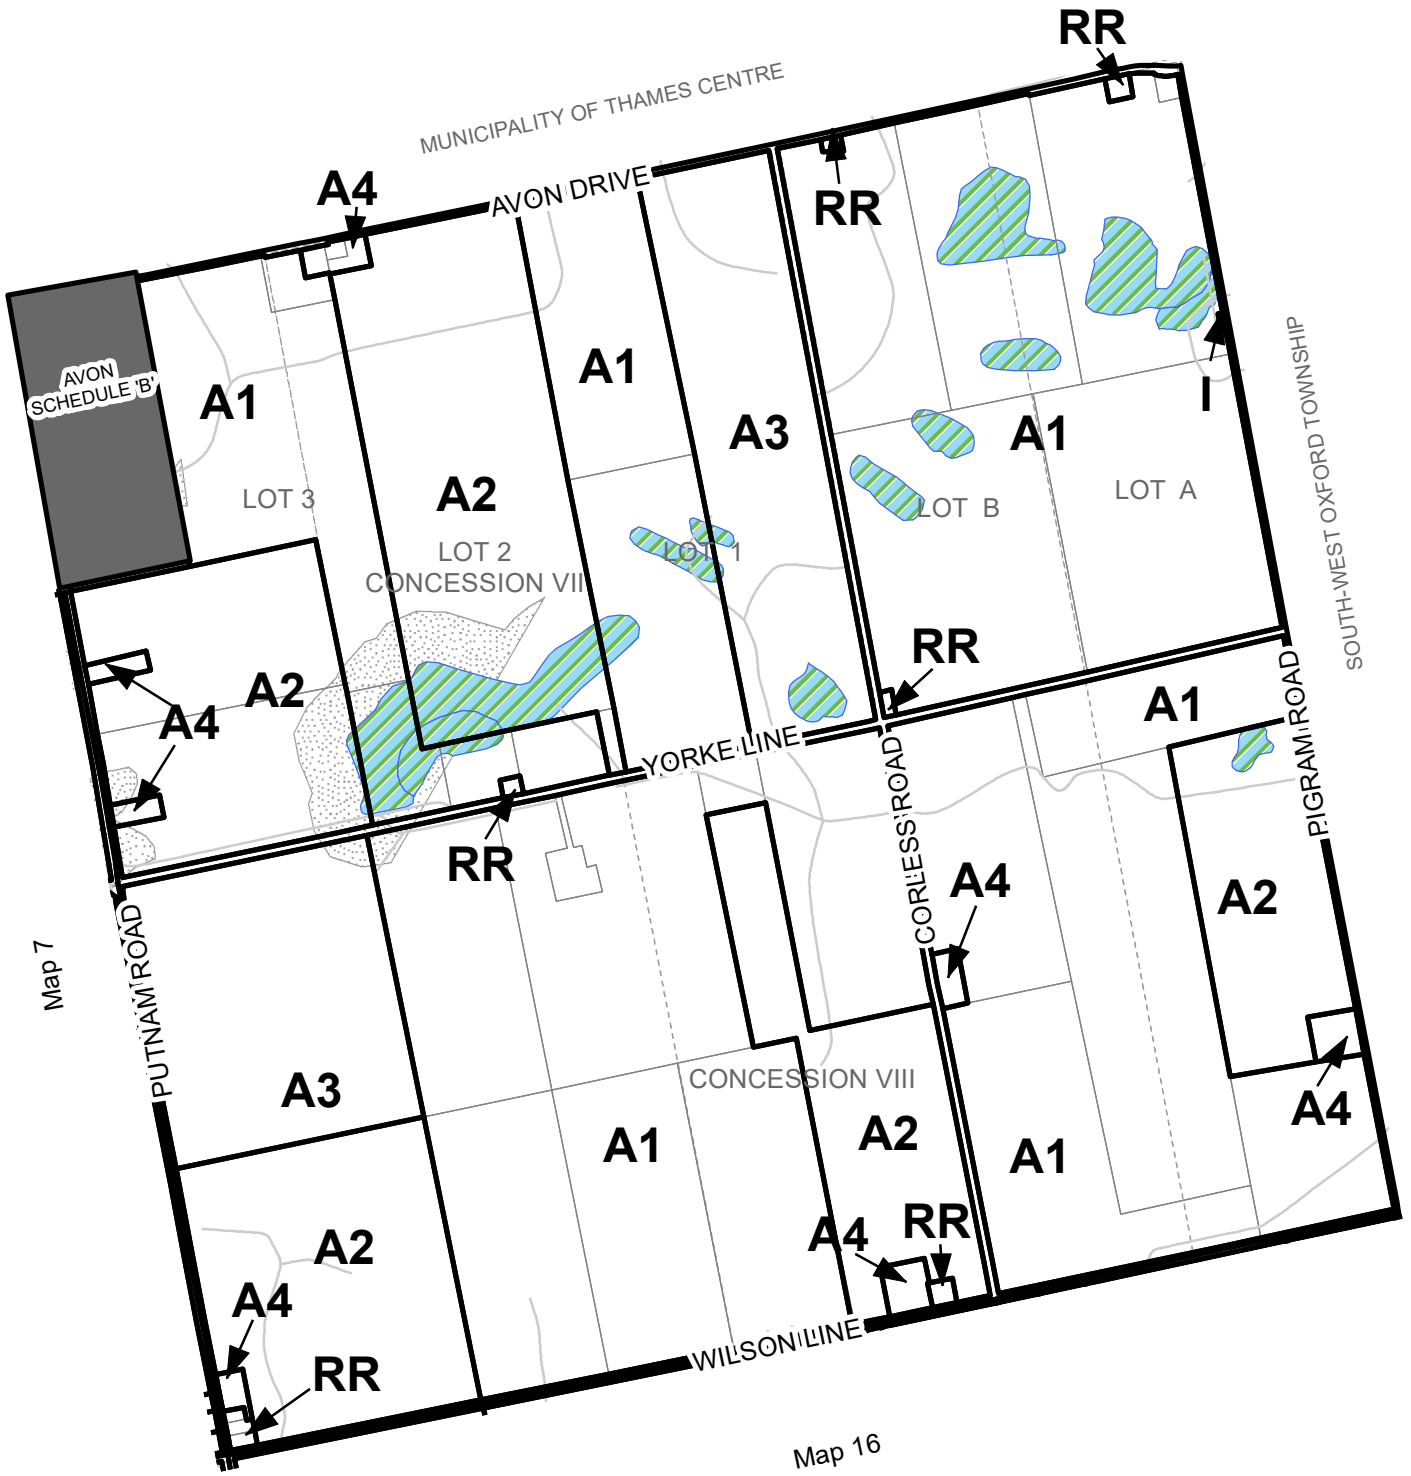 RR
MUNICIPALITY OF THAMES CENTRE
A4
AVON DRIVE
RR
AVON
SCHEDULE 'B'
A1
A1
A3
A1
I
SOUTH-WEST OXFORD TOWNSHIP
A2
LOT 3
LOT 2
CONCESSION VII
LOT 1
LOT B
LOT A
A2
A4
RR
A1
YORKE LINE
CORLESS ROAD
PIGRAM ROAD
RR
A4
A2
Map 7
PUTNAM ROAD
A3
CONCESSION VIII
A1
A2
A1
A4
A2
A4
RR
A4
RR
WILSON LINE
Map 16